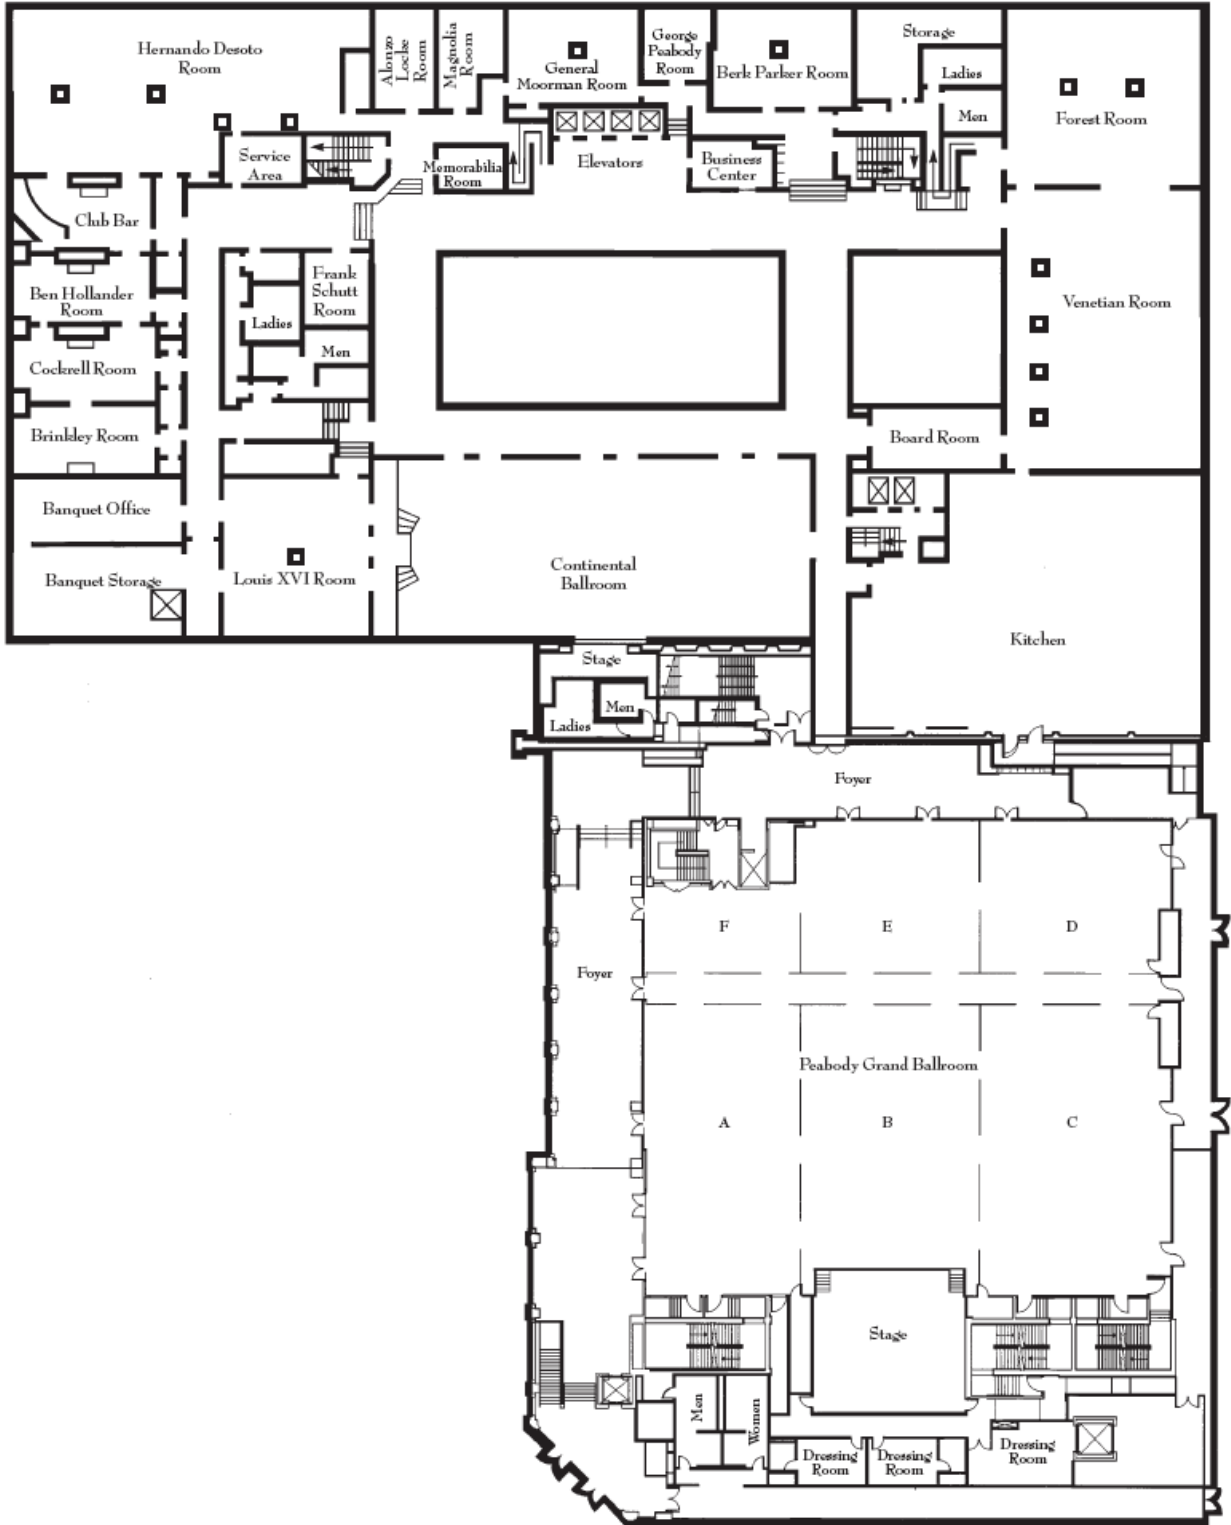 Hernando Desoto
Room
Alonzo
Locke
Room
Magnolia
Room
General
Moorman Room
George
Peabody
Room
Berk Parker Room
Storage
Ladies
Men
Forest Room
Service
Area
Memorabilia
Room
Elevators
Business
Center
Club Bar
Ben Hollander
Room
Frank
Schutt
Room
Ladies
Men
Venetian Room
Cockrell Room
Brinkley Room
Board Room
Banquet Office
Banquet Storage
Louis XVI Room
Continental
Ballroom
Kitchen
Stage
Men
Ladies
Foyer
F
E
D
Foyer
Peabody Grand Ballroom
A
B
C
Stage
Men
Women
Dressing
Room
Dressing
Room
Dressing
Room